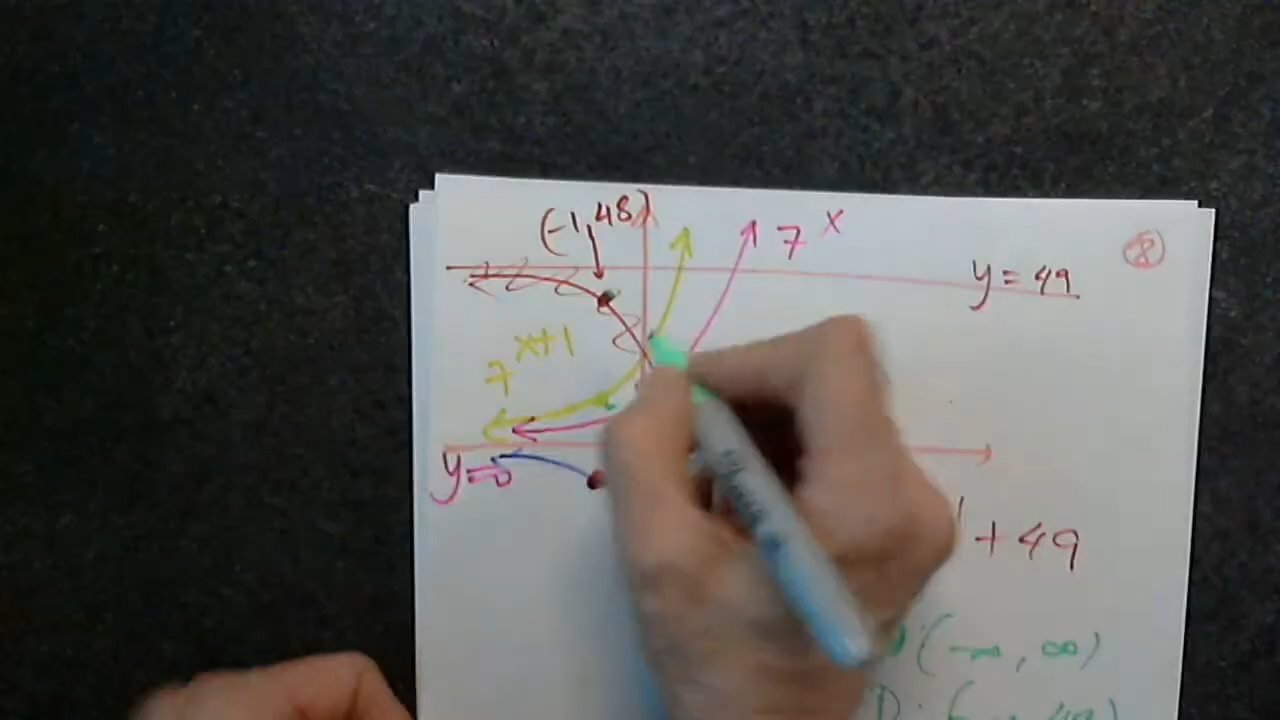 (-1,48)
7^x
⑧
y = 49
7^x+1
y=0
+ 49
(-∞, ∞)